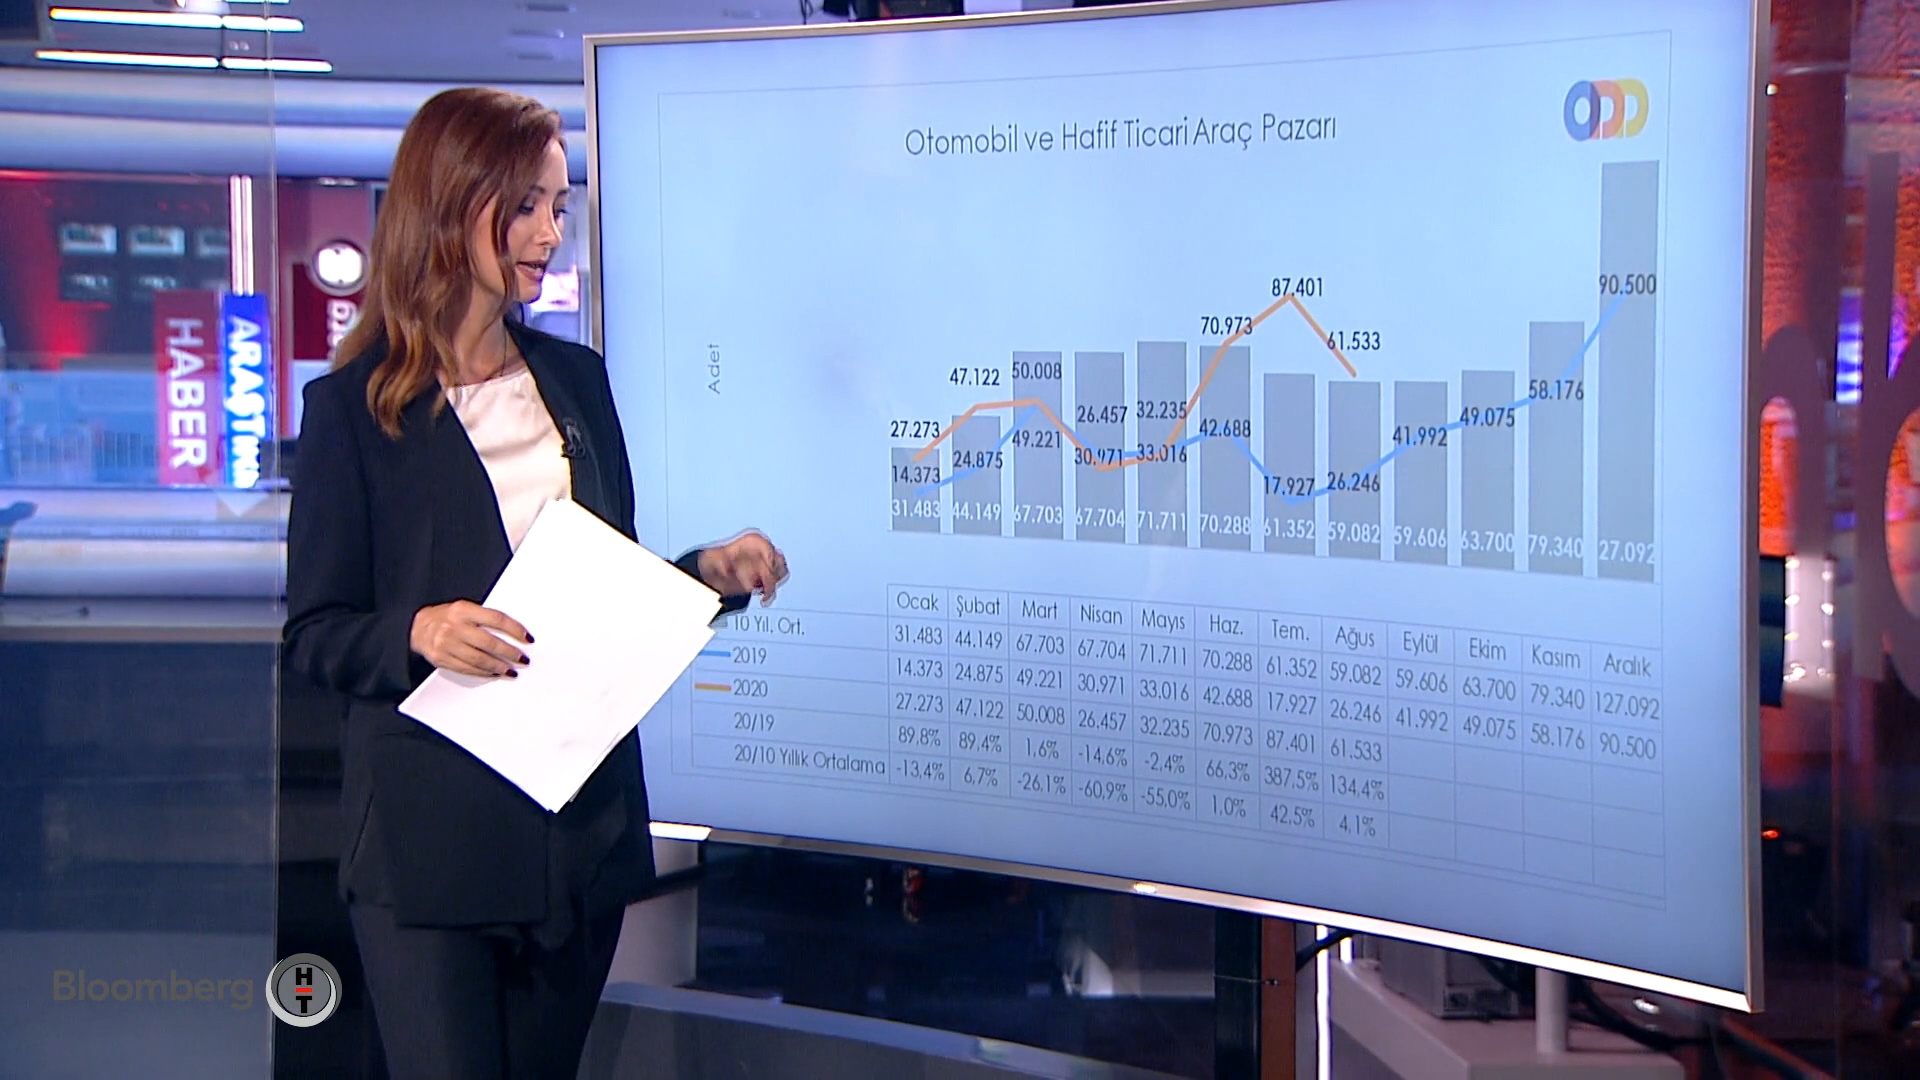 Otomobil ve Hafif Ticari Araç Pazarı
ODD
Adet
87.401
90.500
70.973
61.533
47.122
50.008
58.176
27.273
26.457
32.235
42.688
41.992
49.075
14.373
24.875
49.221
30.971
33.016
17.927
26.246
31.483 44.149 67.703 67.704 71.711 70.288 61.352 59.082 59.606 63.700 79.340 27.092
Ocak Şubat Mart Nisan Mayıs Haz. Tem. Ağus Eylül Ekim Kasım Aralık
10 Yıl. Ort. 31.483 44.149 67.703 67.704 71.711 70.288 61.352 59.082 59.606 63.700 79.340 127.092
2019 14.373 24.875 49.221 30.971 33.016 42.688 17.927 26.246 41.992 49.075 58.176 90.500
2020 27.273 47.122 50.008 26.457 32.235 70.973 87.401 61.533
20/19 89,8% 89,4% 1,6% -14,6% -2,4% 66,3% 387,5% 134,4%
20/10 Yıllık Ortalama -13,4% 6,7% -26,1% -60,9% -55,0% 1,0% 42,5% 4,1%
HABER
ARAŞTIRMA
Bloomberg
HT